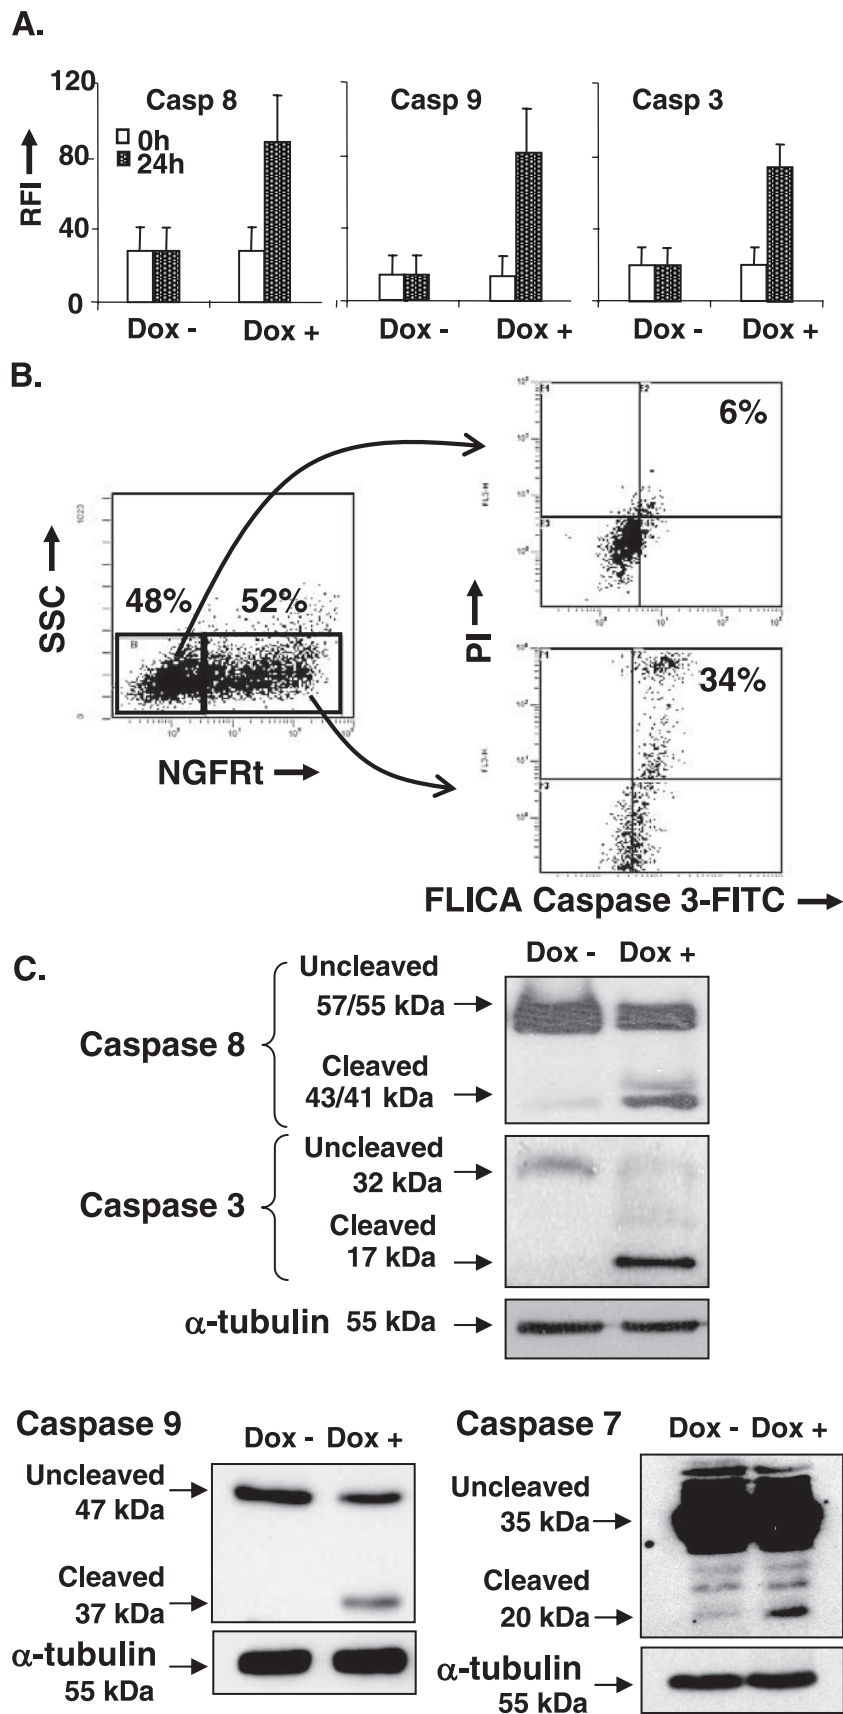 A.
120
80
40
0
RFI
Casp 8
Casp 9
Casp 3
0h
24h
Dox -
Dox +
Dox -
Dox +
Dox -
Dox +
B.
SSC
1023
0
48%
52%
B
C
NGFRt
6%
34%
PI
FL3-H
FL3-H
FLICA Caspase 3-FITC
C.
Dox -
Dox +
Caspase 8
Uncleaved
57/55 kDa
Cleaved
43/41 kDa
Caspase 3
Uncleaved
32 kDa
Cleaved
17 kDa
α-tubulin 55 kDa
Caspase 9
Dox - Dox +
Uncleaved
47 kDa
Cleaved
37 kDa
α-tubulin
55 kDa
Caspase 7
Dox - Dox +
Uncleaved
35 kDa
Cleaved
20 kDa
α-tubulin
55 kDa